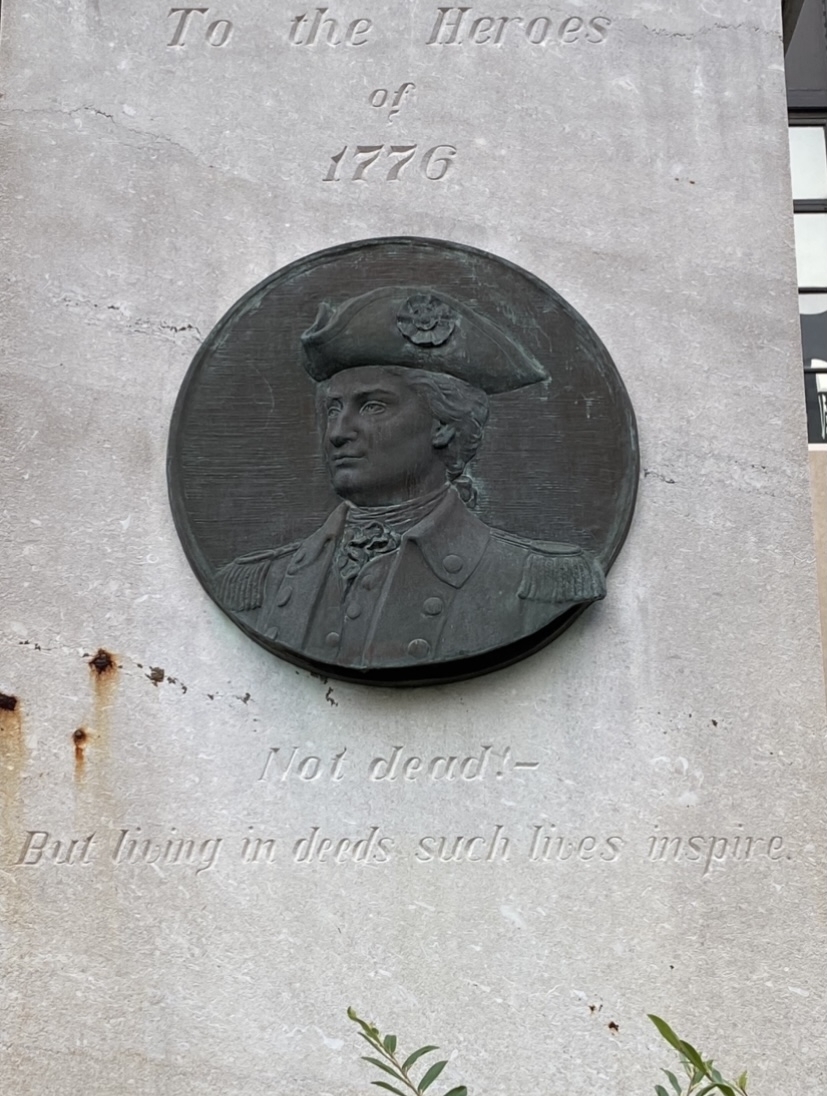 To the Heroes
of
1776
Not dead!-
But living in deeds such lives inspire.